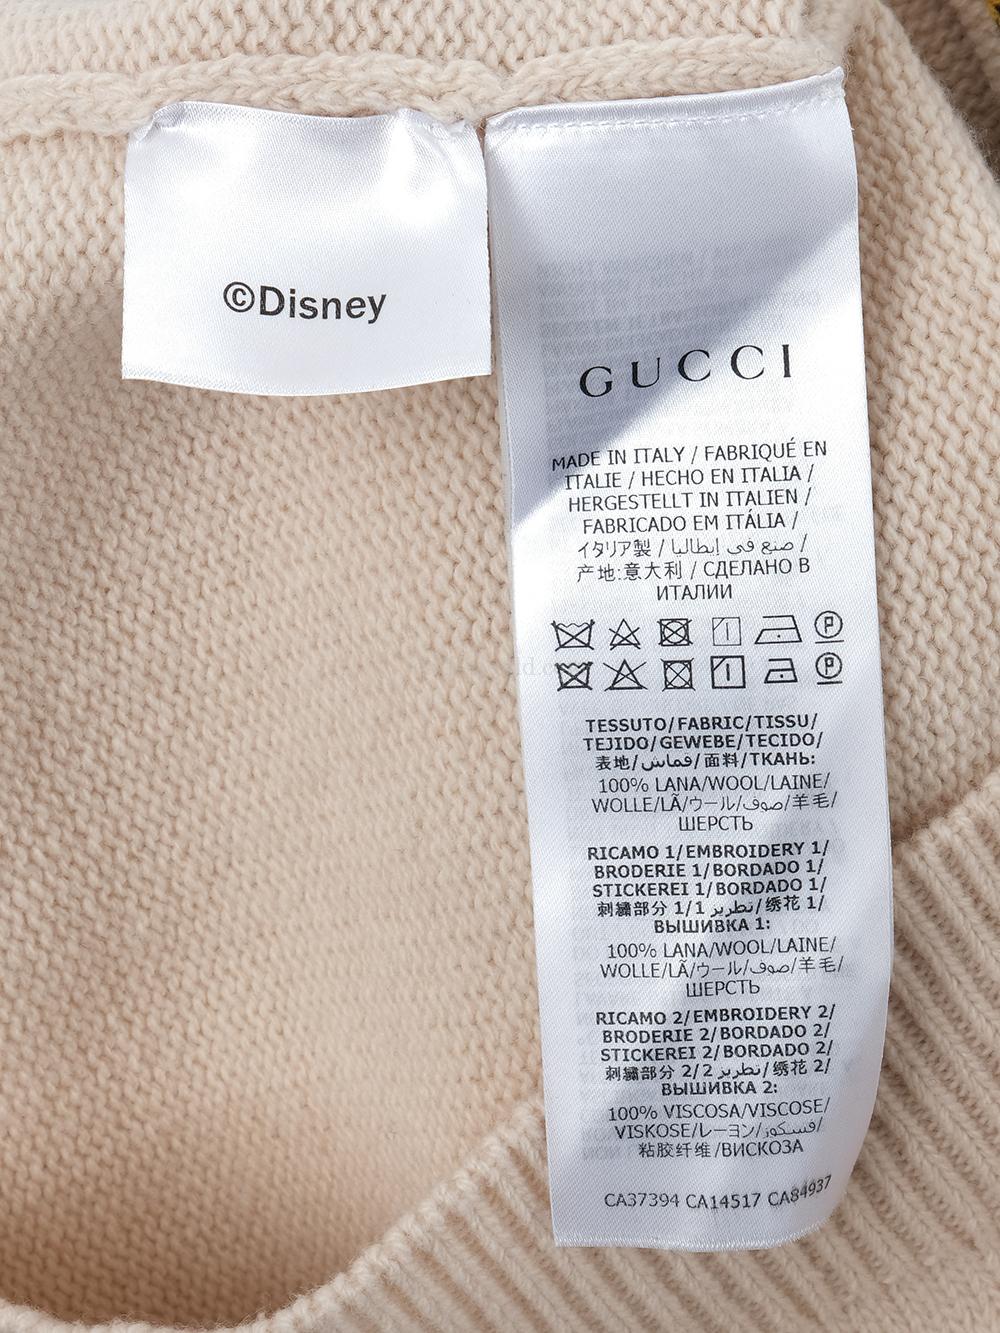 ©Disney
GUCCI
MADE IN ITALY / FABRIQUÉ EN
ITALIE / HECHO EN ITALIA /
HERGESTELLT IN ITALIEN /
FABRICADO EM ITÁLIA /
イタリア製 / صنع في إيطاليا /
产地:意大利 / СДЕЛАНО В
ИТАЛИИ
TESSUTO/FABRIC/TISSU/
TEJIDO/GEWEBE/TECIDO/
表地/قماش/面料/ТКАНЬ:
100% LANA/WOOL/LAINE/
WOLLE/LÃ/ウール/صوف/羊毛/
ШЕРСТЬ
RICAMO 1/EMBROIDERY 1/
BRODERIE 1/BORDADO 1/
STICKEREI 1/BORDADO 1/
刺繍部分 1/تطريز 1/绣花 1/
ВЫШИВКА 1:
100% LANA/WOOL/LAINE/
WOLLE/LÃ/ウール/صوف/羊毛/
ШЕРСТЬ
RICAMO 2/EMBROIDERY 2/
BRODERIE 2/BORDADO 2/
STICKEREI 2/BORDADO 2/
刺繍部分 2/تطريز 2/绣花 2/
ВЫШИВКА 2:
100% VISCOSA/VISCOSE/
VISKOSE/レーヨン/فسكوز/
粘胶纤维/ВИСКОЗА
CA37394 CA14517 CA84937